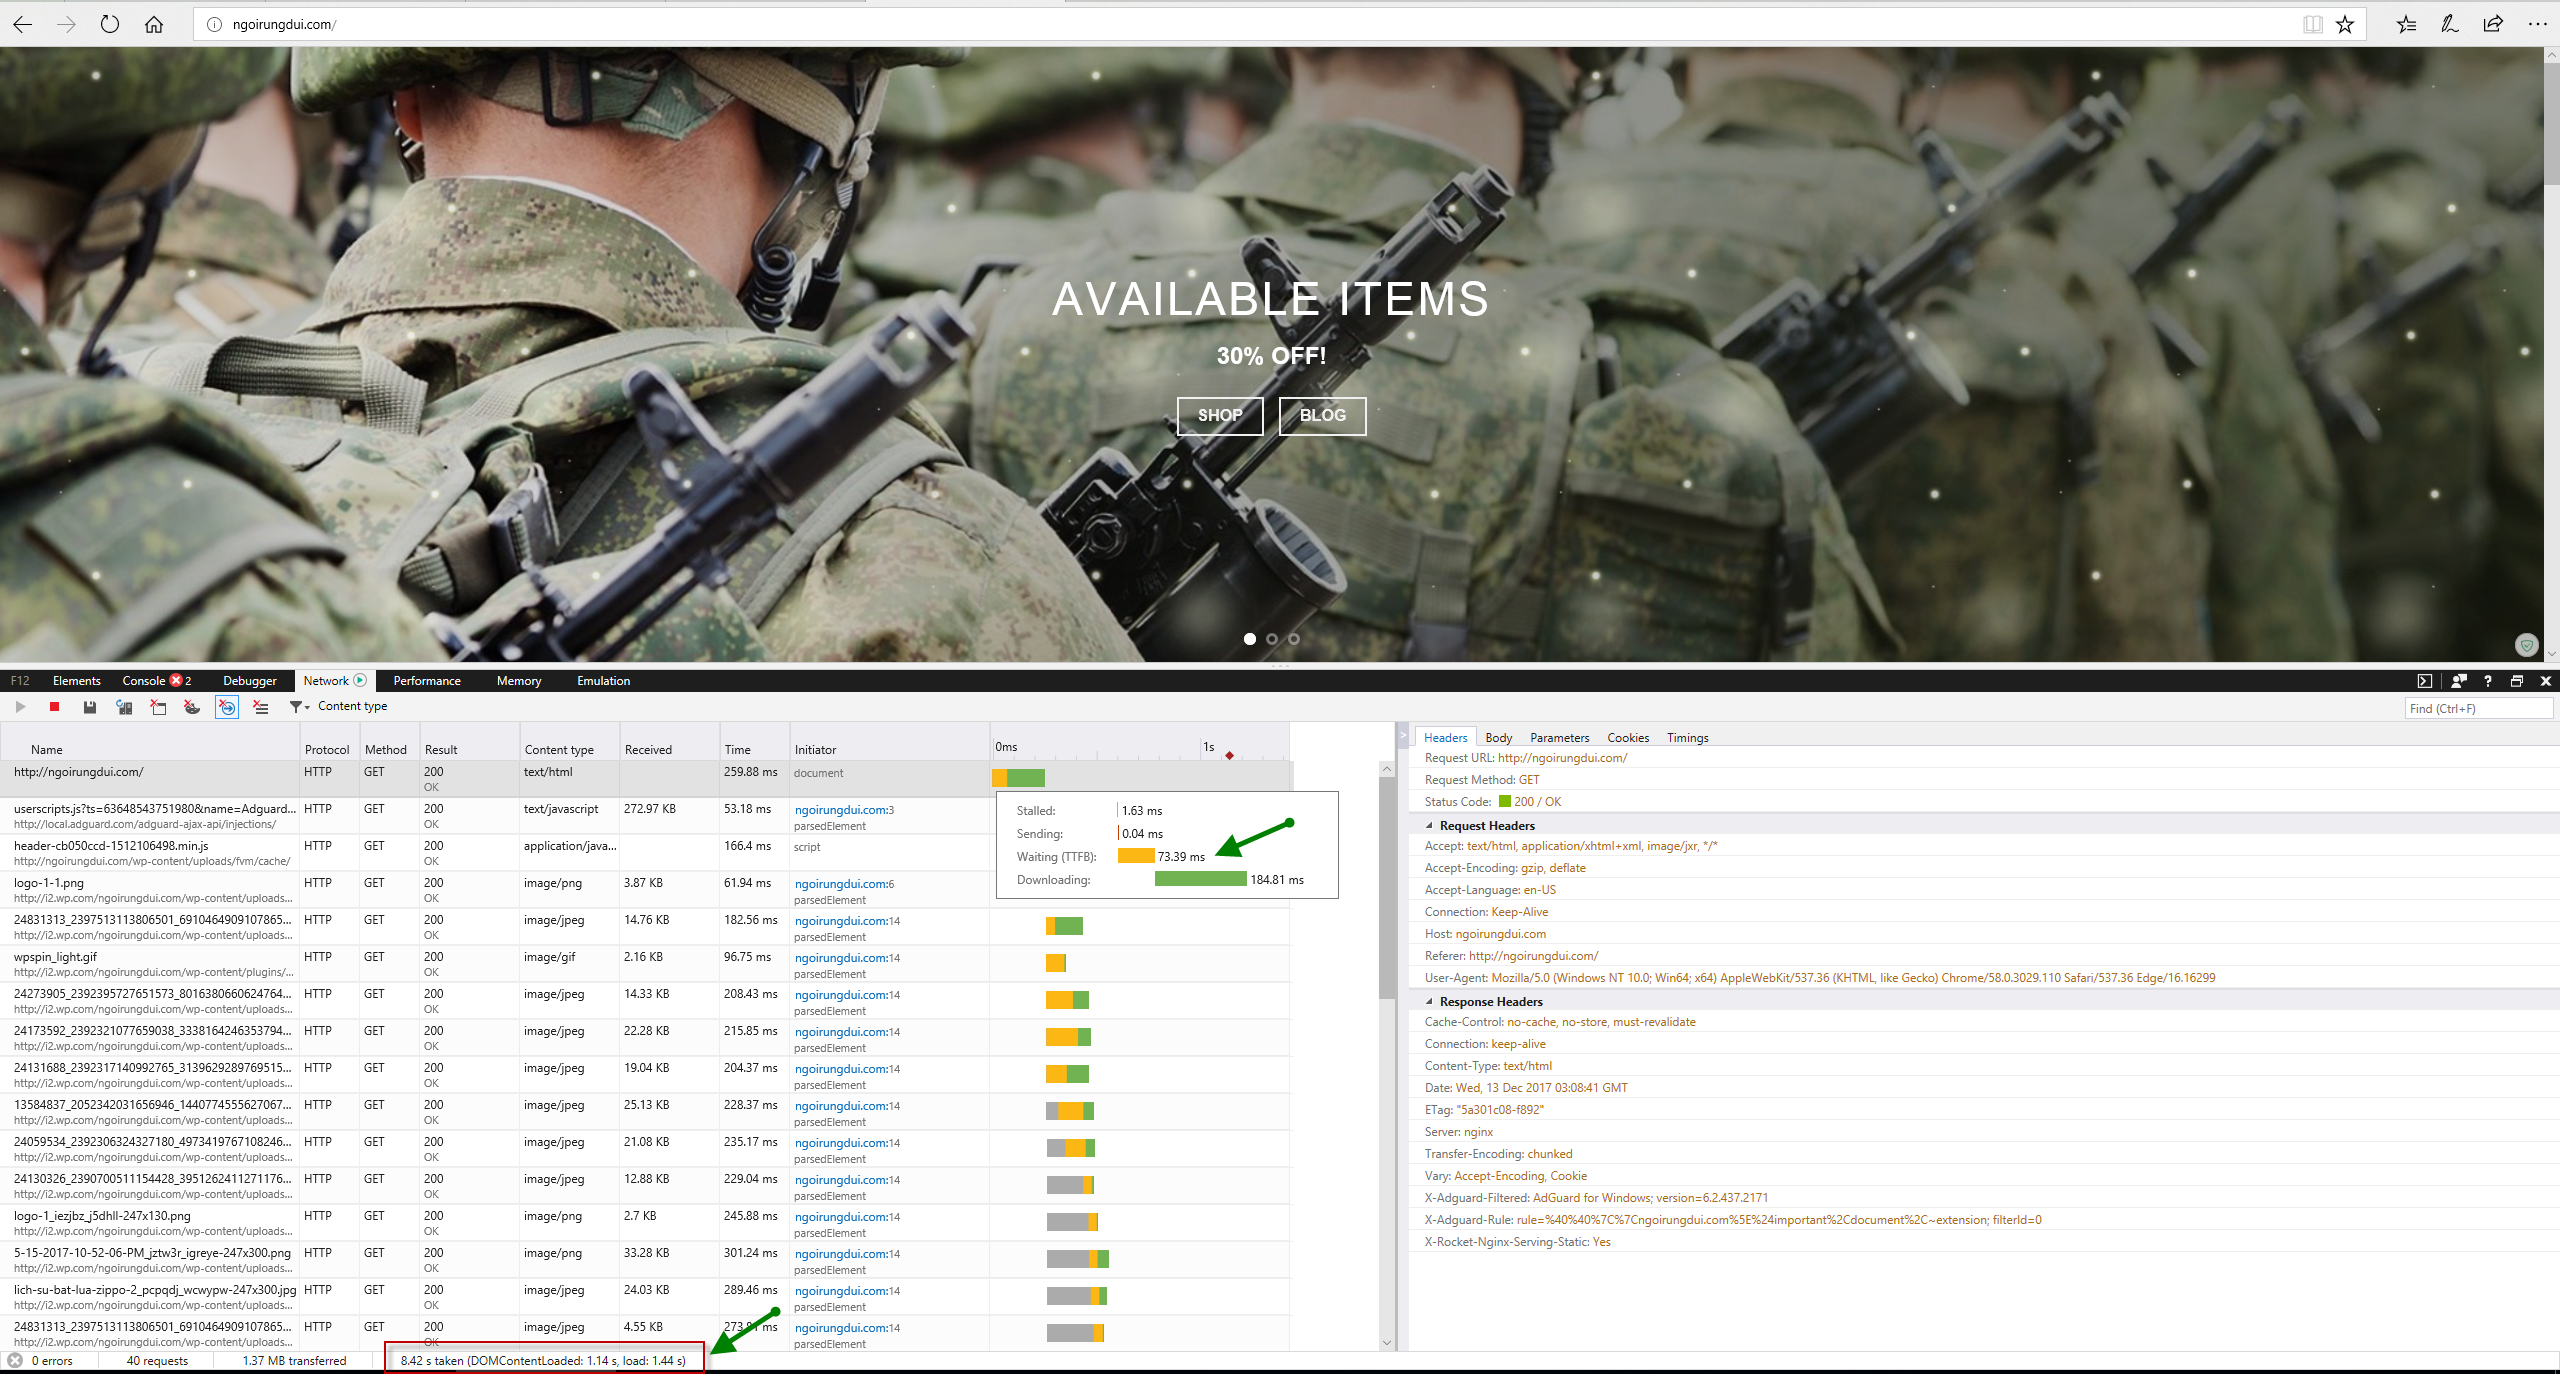 ngoirungdui.com/
AVAILABLE ITEMS
30% OFF!
SHOP BLOG
F12 Elements Console 2 Debugger Network Performance Memory Emulation
Content type
Find (Ctrl+F)
Name Protocol Method Result Content type Received Time Initiator 0ms 1s
http://ngoirungdui.com/ HTTP GET 200 text/html 259.88 ms document
OK
userscripts.js?ts=63648543751980&name=Adguard... HTTP GET 200 text/javascript 272.97 KB 53.18 ms ngoirungdui.com:3
http://local.adguard.com/adguard-ajax-api/injections/ OK parsedElement
header-cb050ccd-1512106498.min.js HTTP GET 200 application/java... 166.4 ms script
http://ngoirungdui.com/wp-content/uploads/fvm/cache/ OK
logo-1-1.png HTTP GET 200 image/png 3.87 KB 61.94 ms ngoirungdui.com:6
http://i2.wp.com/ngoirungdui.com/wp-content/uploads... OK parsedElement
24831313_2397513113806501_6910464909107865... HTTP GET 200 image/jpeg 14.76 KB 182.56 ms ngoirungdui.com:14
http://i2.wp.com/ngoirungdui.com/wp-content/uploads... OK parsedElement
wpspin_light.gif HTTP GET 200 image/gif 2.16 KB 96.75 ms ngoirungdui.com:14
http://i2.wp.com/ngoirungdui.com/wp-content/plugins/... OK parsedElement
24273905_2392395727651573_8016380660624764... HTTP GET 200 image/jpeg 14.33 KB 208.43 ms ngoirungdui.com:14
http://i2.wp.com/ngoirungdui.com/wp-content/uploads... OK parsedElement
24173592_2392321077659038_3338164246353794... HTTP GET 200 image/jpeg 22.28 KB 215.85 ms ngoirungdui.com:14
http://i2.wp.com/ngoirungdui.com/wp-content/uploads... OK parsedElement
24131688_2392317140992765_3139629289769515... HTTP GET 200 image/jpeg 19.04 KB 204.37 ms ngoirungdui.com:14
http://i2.wp.com/ngoirungdui.com/wp-content/uploads... OK parsedElement
13584837_2052342031656946_1440774555627067... HTTP GET 200 image/jpeg 25.13 KB 228.37 ms ngoirungdui.com:14
http://i2.wp.com/ngoirungdui.com/wp-content/uploads... OK parsedElement
24059534_2392306324327180_4973419767108246... HTTP GET 200 image/jpeg 21.08 KB 235.17 ms ngoirungdui.com:14
http://i2.wp.com/ngoirungdui.com/wp-content/uploads... OK parsedElement
24130326_2390700511154428_3951262411271176... HTTP GET 200 image/jpeg 12.88 KB 229.04 ms ngoirungdui.com:14
http://i2.wp.com/ngoirungdui.com/wp-content/uploads... OK parsedElement
logo-1_iezjbz_j5dhll-247x130.png HTTP GET 200 image/png 2.7 KB 245.88 ms ngoirungdui.com:14
http://i2.wp.com/ngoirungdui.com/wp-content/uploads... OK parsedElement
5-15-2017-10-52-06-PM_jztw3r_igreye-247x300.png HTTP GET 200 image/png 33.28 KB 301.24 ms ngoirungdui.com:14
http://i2.wp.com/ngoirungdui.com/wp-content/uploads... OK parsedElement
lich-su-bat-lua-zippo-2_pcpqdj_wcwypw-247x300.jpg HTTP GET 200 image/jpeg 24.03 KB 289.46 ms ngoirungdui.com:14
http://i2.wp.com/ngoirungdui.com/wp-content/uploads... OK parsedElement
24831313_2397513113806501_6910464909107865... HTTP GET 200 image/jpeg 4.55 KB ms ngoirungdui.com:14
http://i2.wp.com/ngoirungdui.com/wp-content/uploads... OK parsedElement
Stalled: 1.63 ms
Sending: 0.04 ms
Waiting (TTFB): 73.39 ms
Downloading: 184.81 ms
0 errors 40 requests 1.37 MB transferred 8.42 s taken (DOMContentLoaded: 1.14 s, load: 1.44 s)
> Headers Body Parameters Cookies Timings
Request URL: http://ngoirungdui.com/
Request Method: GET
Status Code: 200 / OK
Request Headers
Accept: text/html, application/xhtml+xml, image/jxr, */*
Accept-Encoding: gzip, deflate
Accept-Language: en-US
Connection: Keep-Alive
Host: ngoirungdui.com
Referer: http://ngoirungdui.com/
User-Agent: Mozilla/5.0 (Windows NT 10.0; Win64; x64) AppleWebKit/537.36 (KHTML, like Gecko) Chrome/58.0.3029.110 Safari/537.36 Edge/16.16299
Response Headers
Cache-Control: no-cache, no-store, must-revalidate
Connection: keep-alive
Content-Type: text/html
Date: Wed, 13 Dec 2017 03:08:41 GMT
ETag: "5a301c08-f892"
Server: nginx
Transfer-Encoding: chunked
Vary: Accept-Encoding, Cookie
X-Adguard-Filtered: AdGuard for Windows; version=6.2.437.2171
X-Adguard-Rule: rule=%40%40%7C%7Cngoirungdui.com%5E%24important%2Cdocument%2C~extension; filterId=0
X-Rocket-Nginx-Serving-Static: Yes